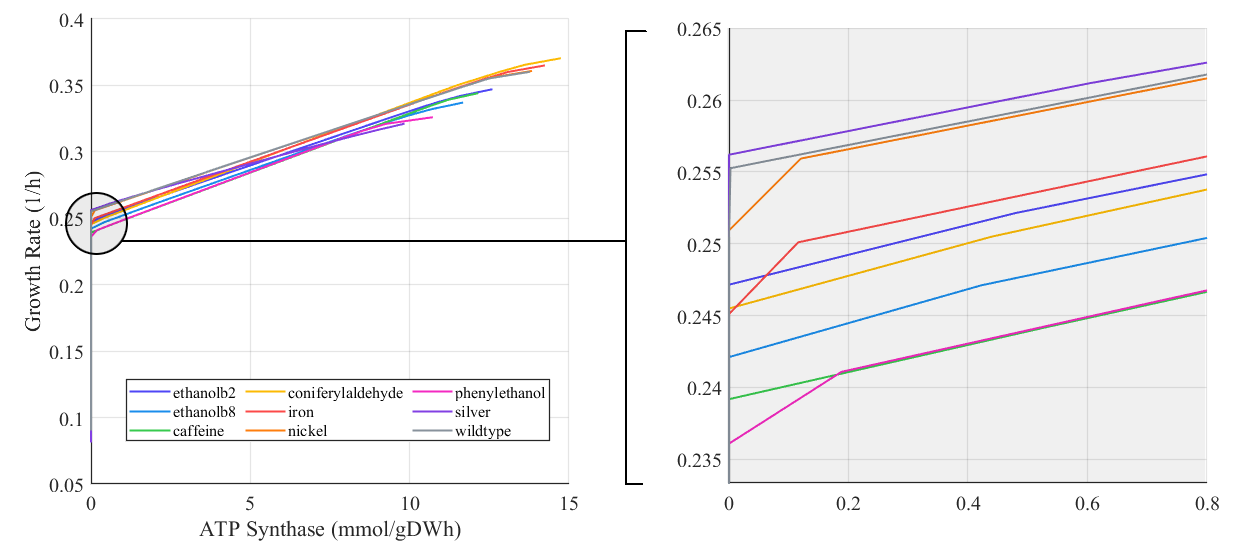 0.4
0.35
0.3
0.25
0.2
0.15
0.1
0.05
Growth Rate (1/h)
0 5 10 15
ATP Synthase (mmol/gDWh)
ethanolb2 coniferylaldehyde phenylethanol
ethanolb8 iron silver
caffeine nickel wildtype
0.265
0.26
0.255
0.25
0.245
0.24
0.235
0 0.2 0.4 0.6 0.8